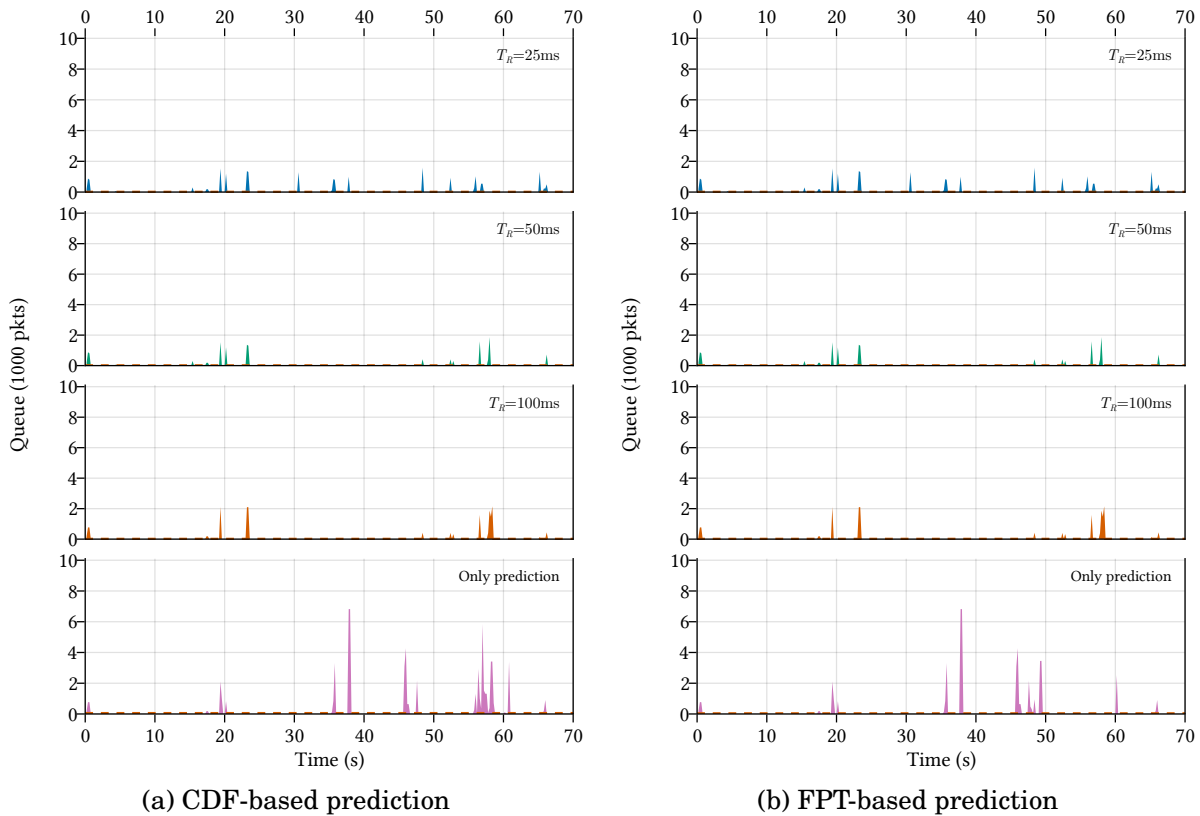 0 10 20 30 40 50 60 70
10
8
6
4
2
0
T_R=25ms
10
8
6
4
2
0
T_R=50ms
10
8
6
4
2
0
T_R=100ms
10
8
6
4
2
0
Only prediction
0 10 20 30 40 50 60 70
Queue (1000 pkts)
Time (s)
(a) CDF-based prediction
0 10 20 30 40 50 60 70
10
8
6
4
2
0
T_R=25ms
10
8
6
4
2
0
T_R=50ms
10
8
6
4
2
0
T_R=100ms
10
8
6
4
2
0
Only prediction
0 10 20 30 40 50 60 70
Queue (1000 pkts)
Time (s)
(b) FPT-based prediction